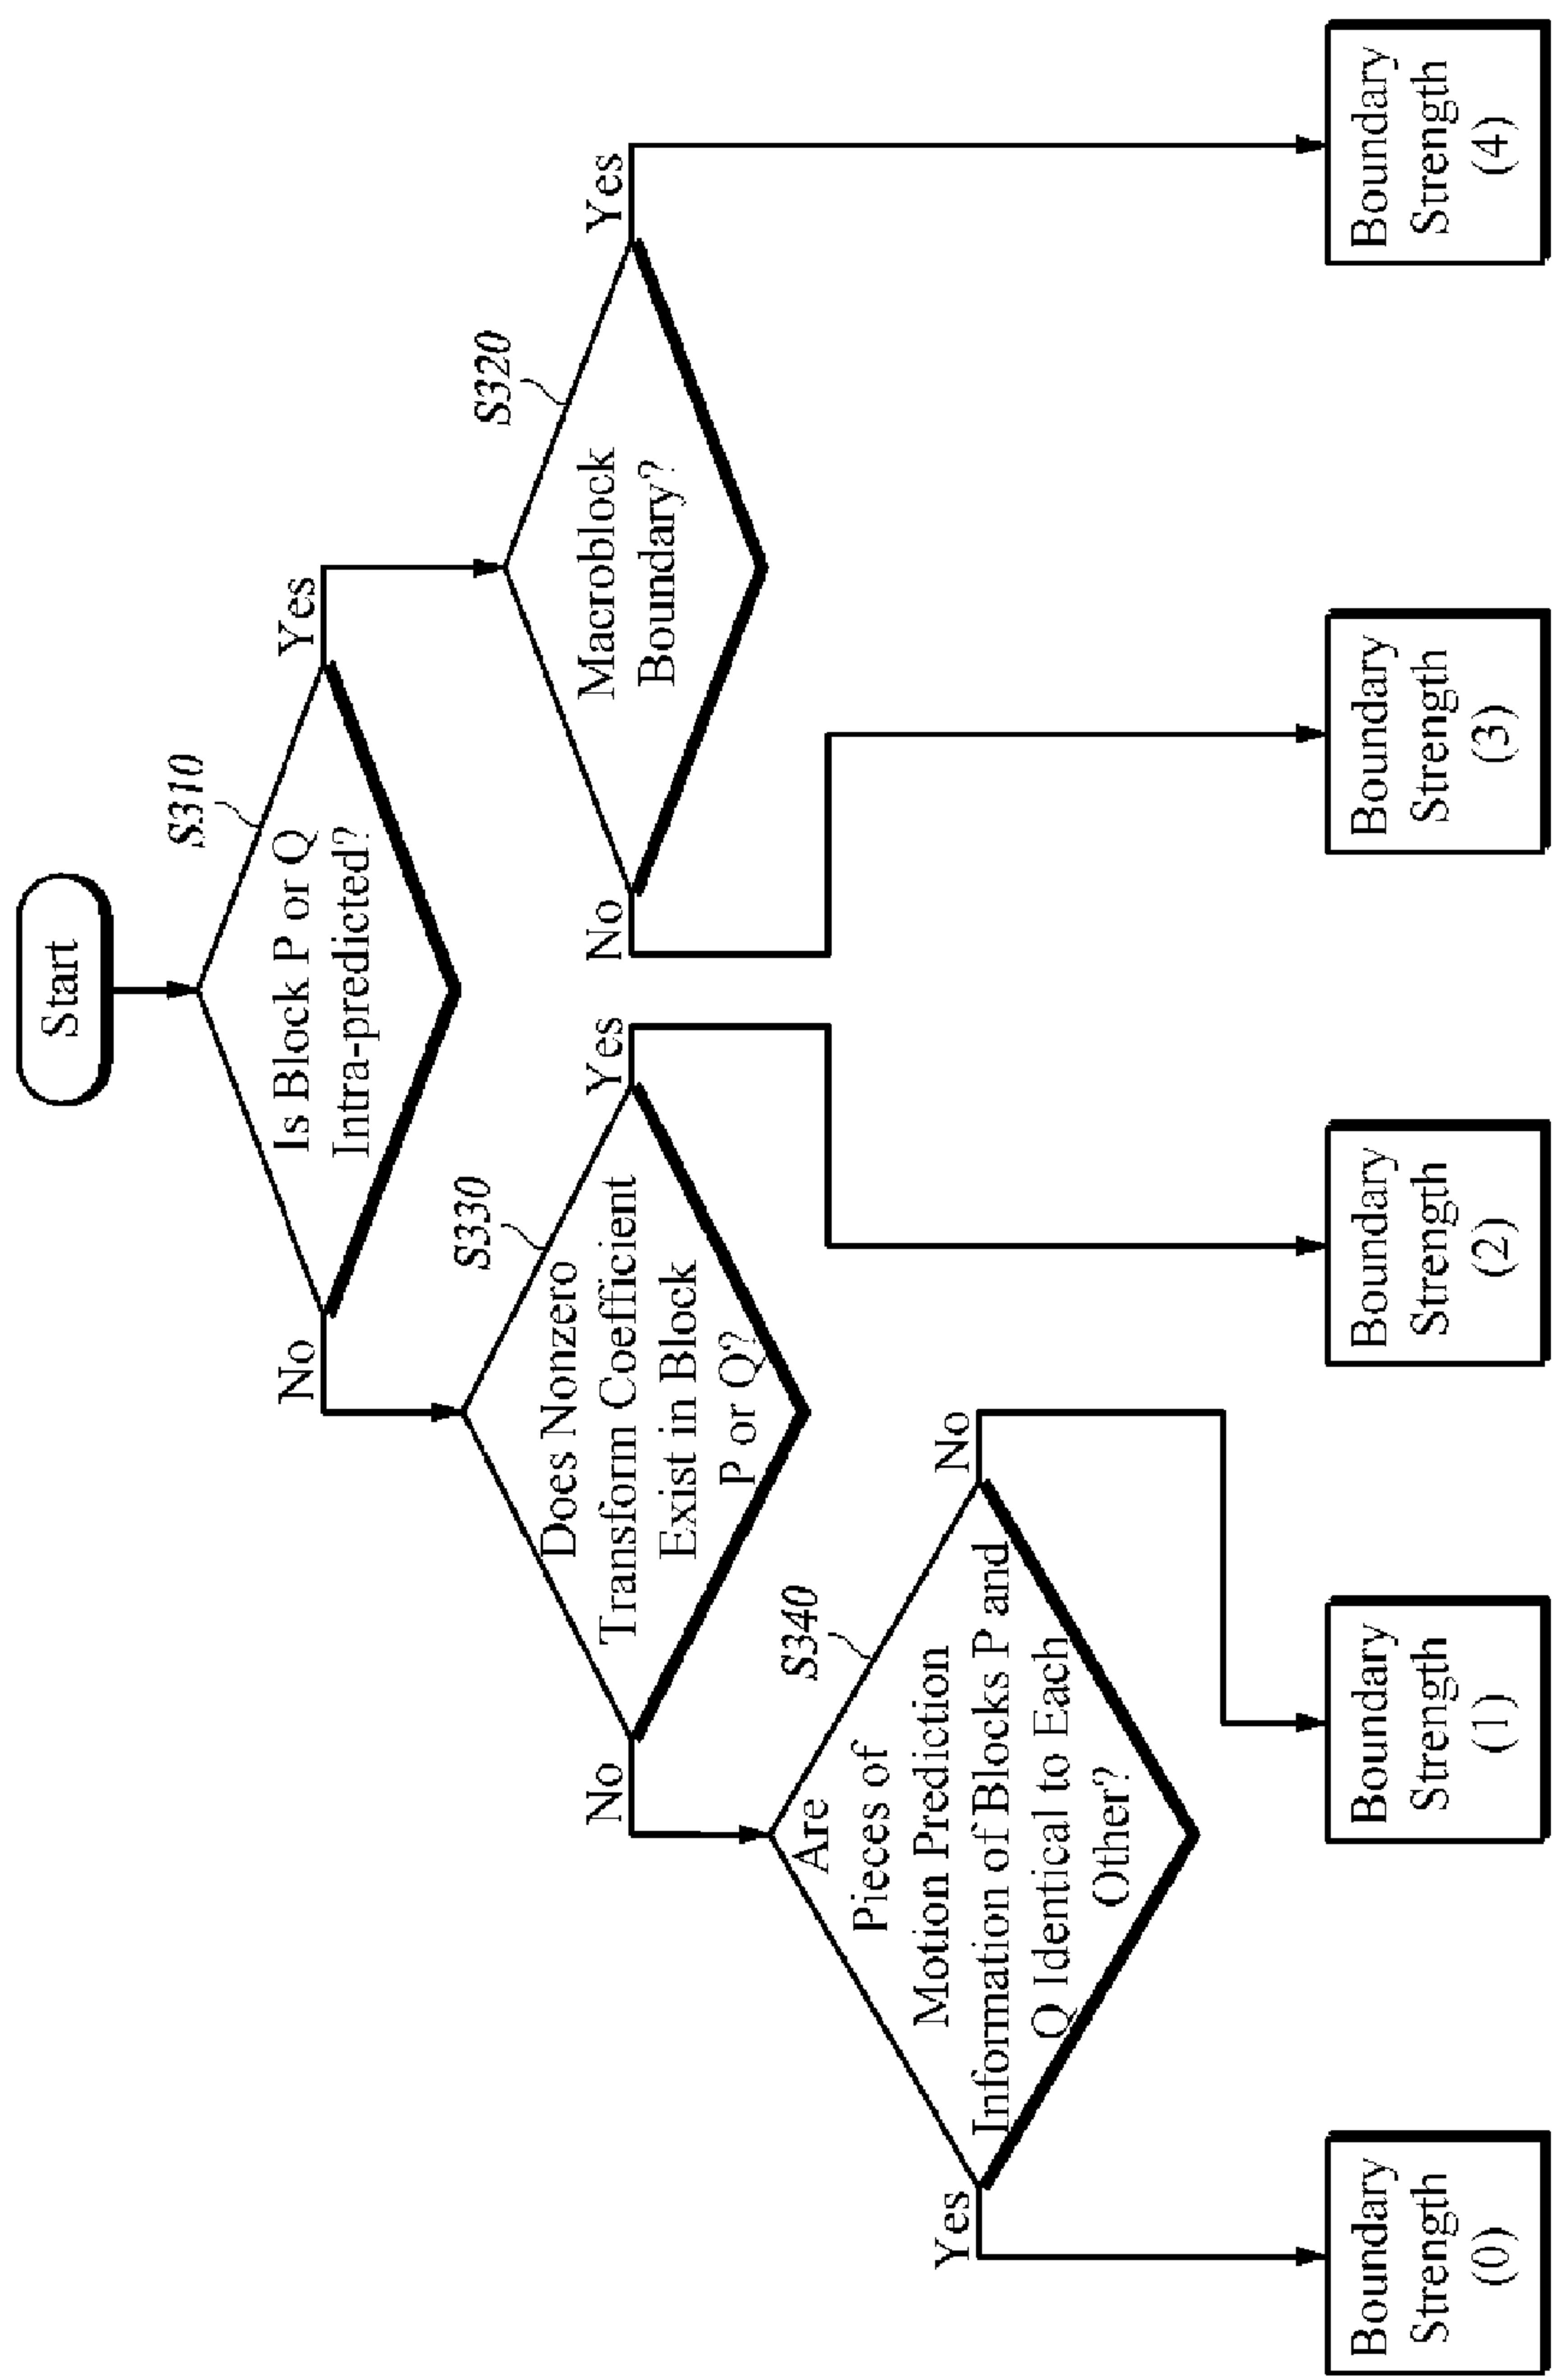 Start
S310
Is Block P or Q
Intra-predicted?
No
Yes
S330
Does Nonzero
Transform Coefficient
Exist in Block
P or Q?
No
Yes
S320
Macroblock
Boundary?
No
Yes
S340
Are
Pieces of
Motion Prediction
Information of Blocks P and
Q Identical to Each
Other?
Yes
No
Boundary
Strength
(0)
Boundary
Strength
(1)
Boundary
Strength
(2)
Boundary
Strength
(3)
Boundary
Strength
(4)